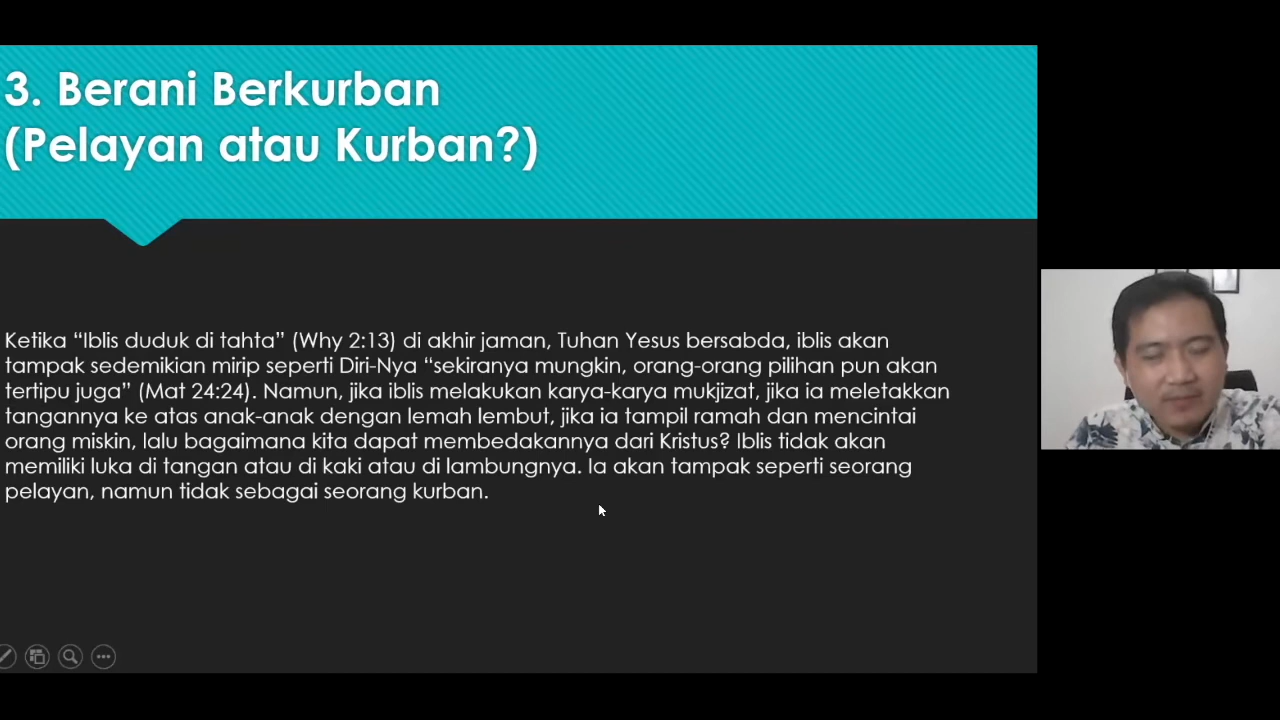 3. Berani Berkurban
(Pelayan atau Kurban?)
Ketika “Iblis duduk di tahta” (Why 2:13) di akhir jaman, Tuhan Yesus bersabda, iblis akan
tampak sedemikian mirip seperti Diri-Nya “sekiranya mungkin, orang-orang pilihan pun akan
tertipu juga” (Mat 24:24). Namun, jika iblis melakukan karya-karya mukjizat, jika ia meletakkan
tangannya ke atas anak-anak dengan lemah lembut, jika ia tampil ramah dan mencintai
orang miskin, lalu bagaimana kita dapat membedakannya dari Kristus? Iblis tidak akan
memiliki luka di tangan atau di kaki atau di lambungnya. Ia akan tampak seperti seorang
pelayan, namun tidak sebagai seorang kurban.